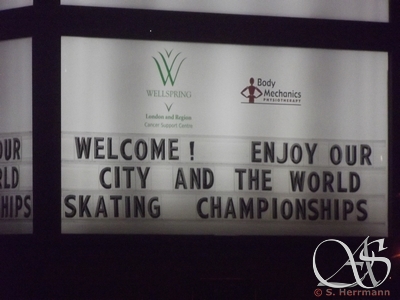 WELLSPRING
London and Region
Cancer Support Centre
Body
Mechanics
PHYSIOTHERAPY
OUR
RLD
HIPS
WELCOME! ENJOY OUR
CITY AND THE WORLD
SKATING CHAMPIONSHIPS
© S. Herrmann